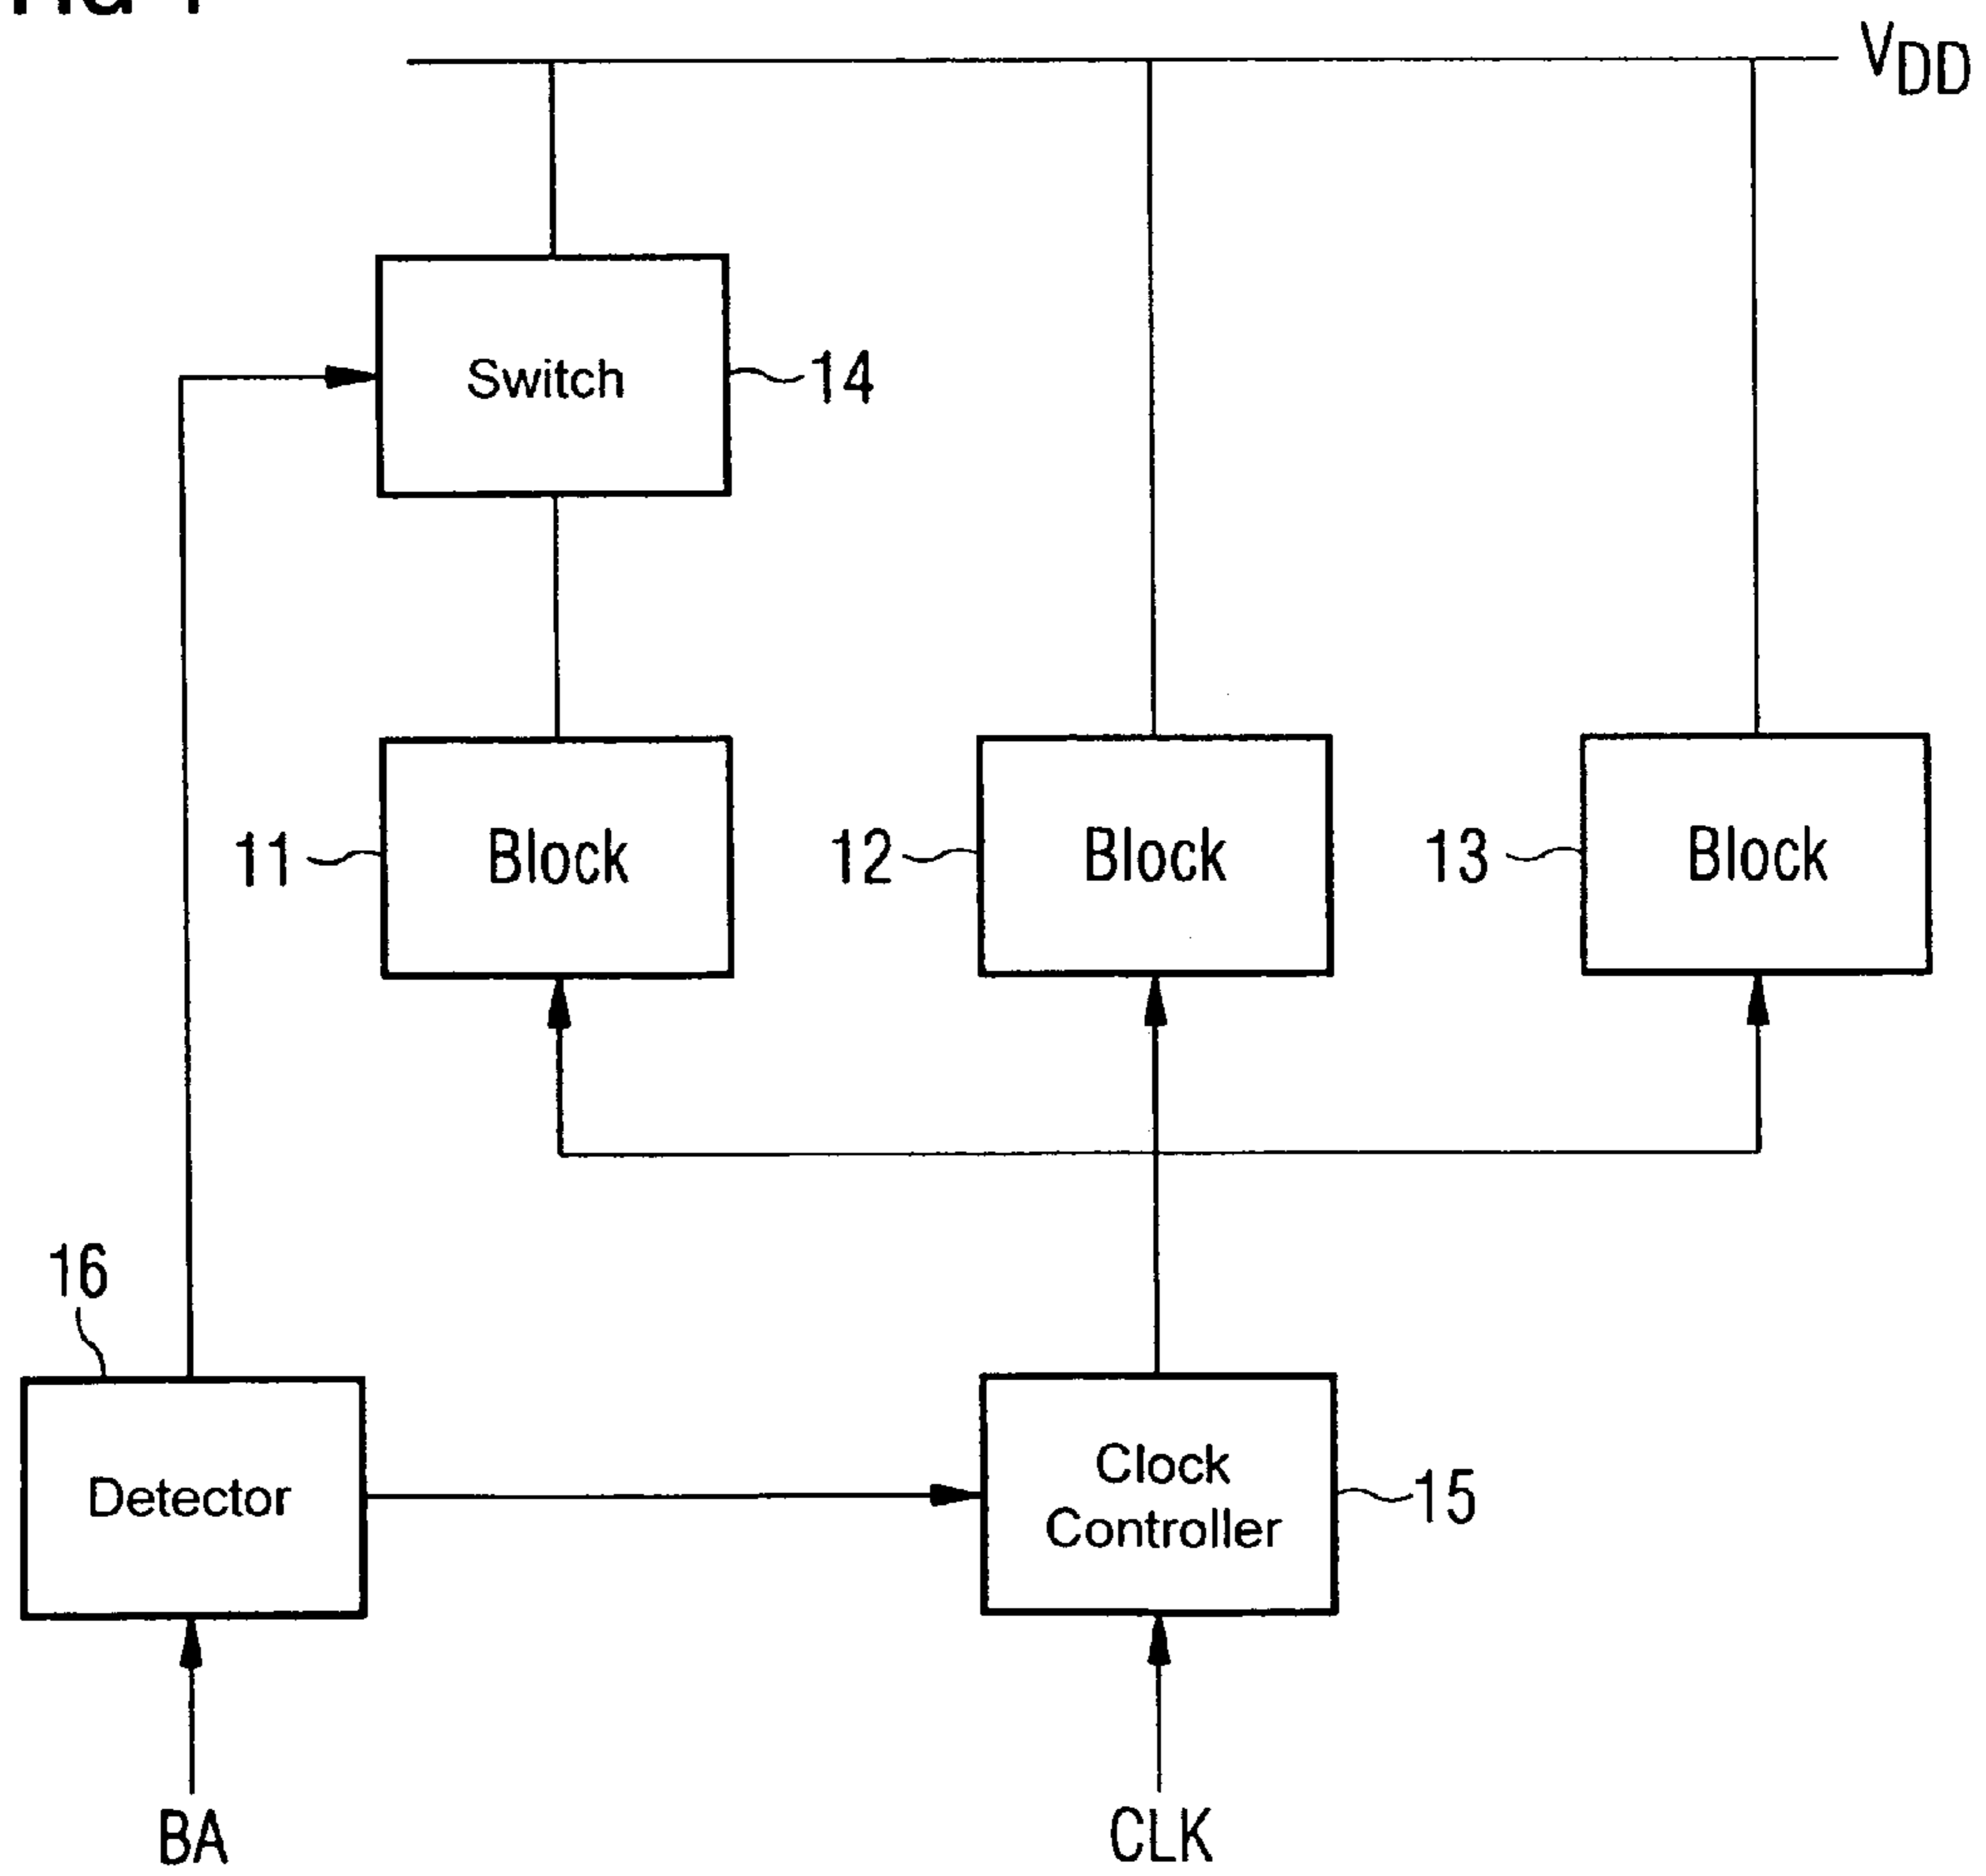 VDD
Switch
14
11
Block
12
Block
13
Block
16
Detector
Clock
Controller
15
BA
CLK